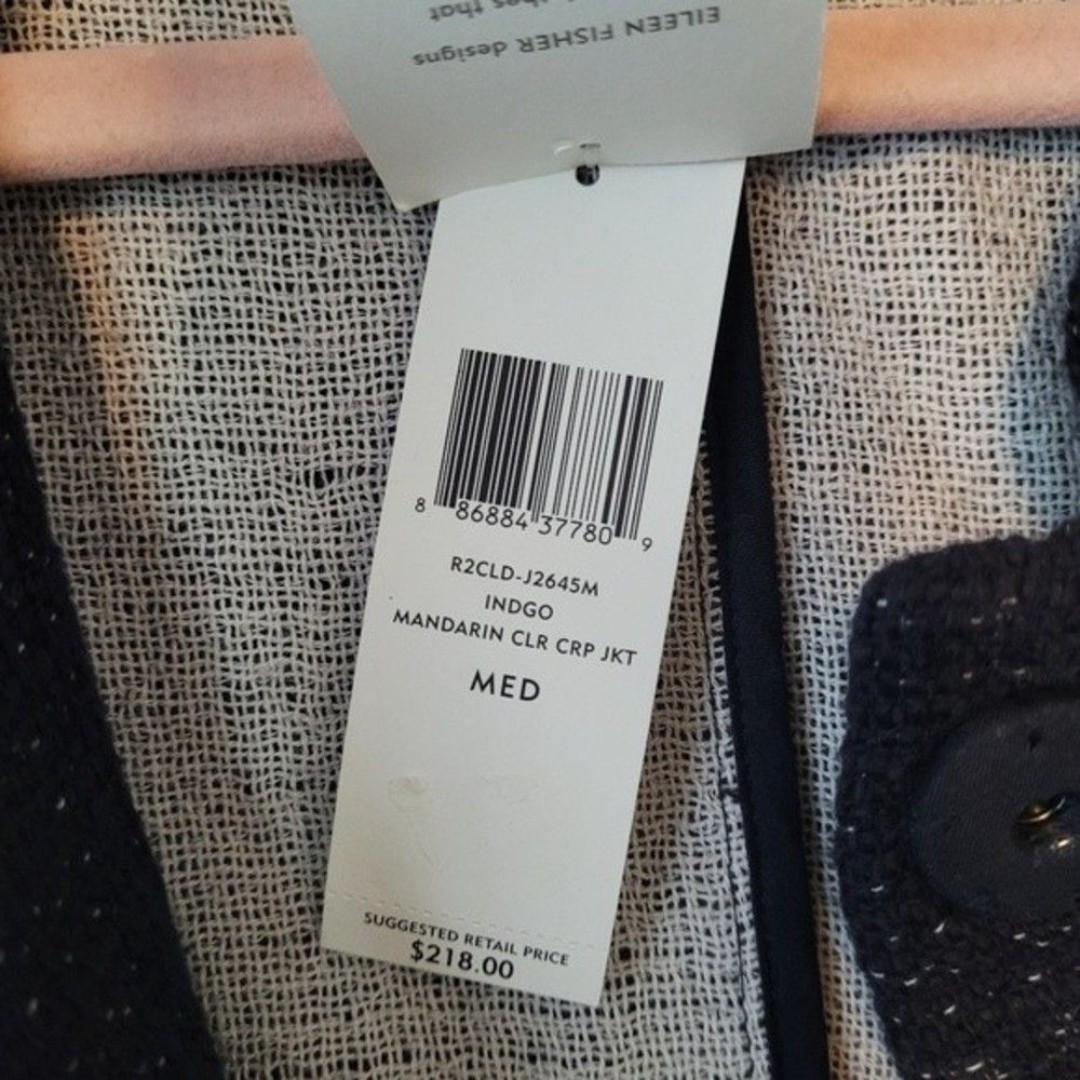 EILEEN FISHER designs
that
8 86884 37780 9
R2CLD-J2645M
INDGO
MANDARIN CLR CRP JKT
MED
SUGGESTED RETAIL PRICE
$218.00